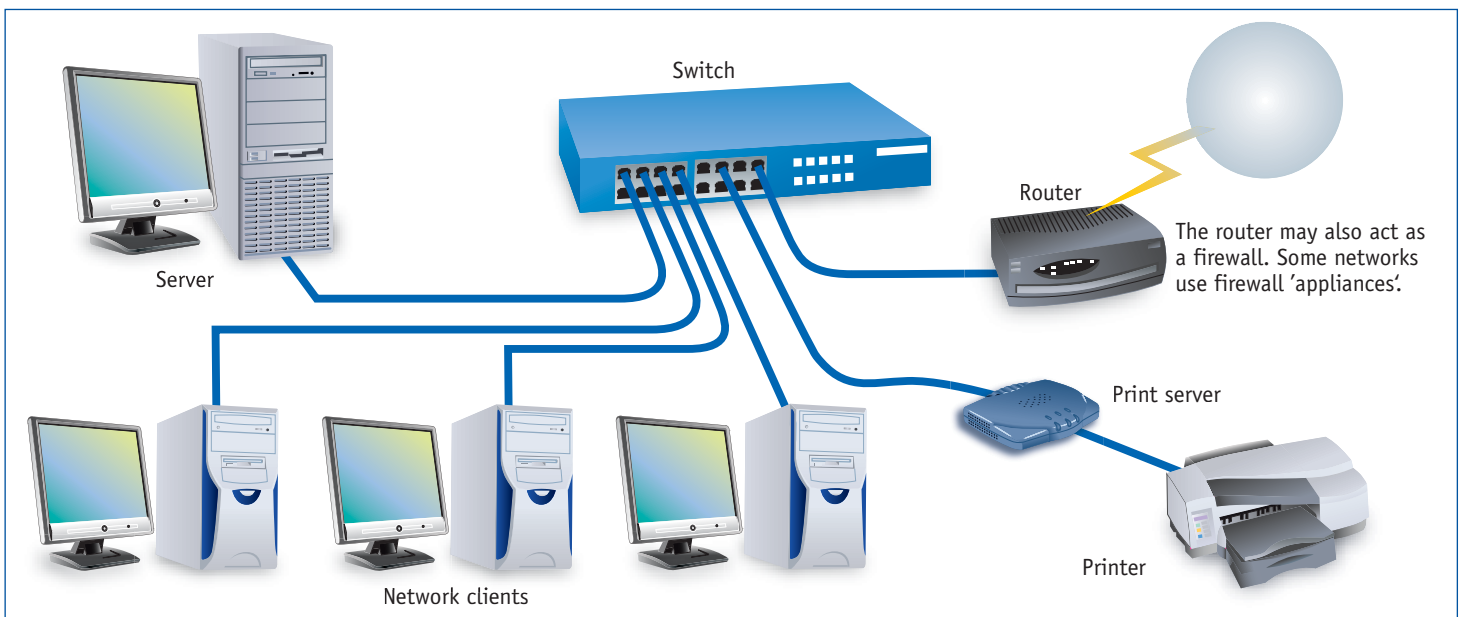 Switch
Router
The router may also act as
a firewall. Some networks
use firewall ’appliances‘.
Server
Print server
Printer
Network clients